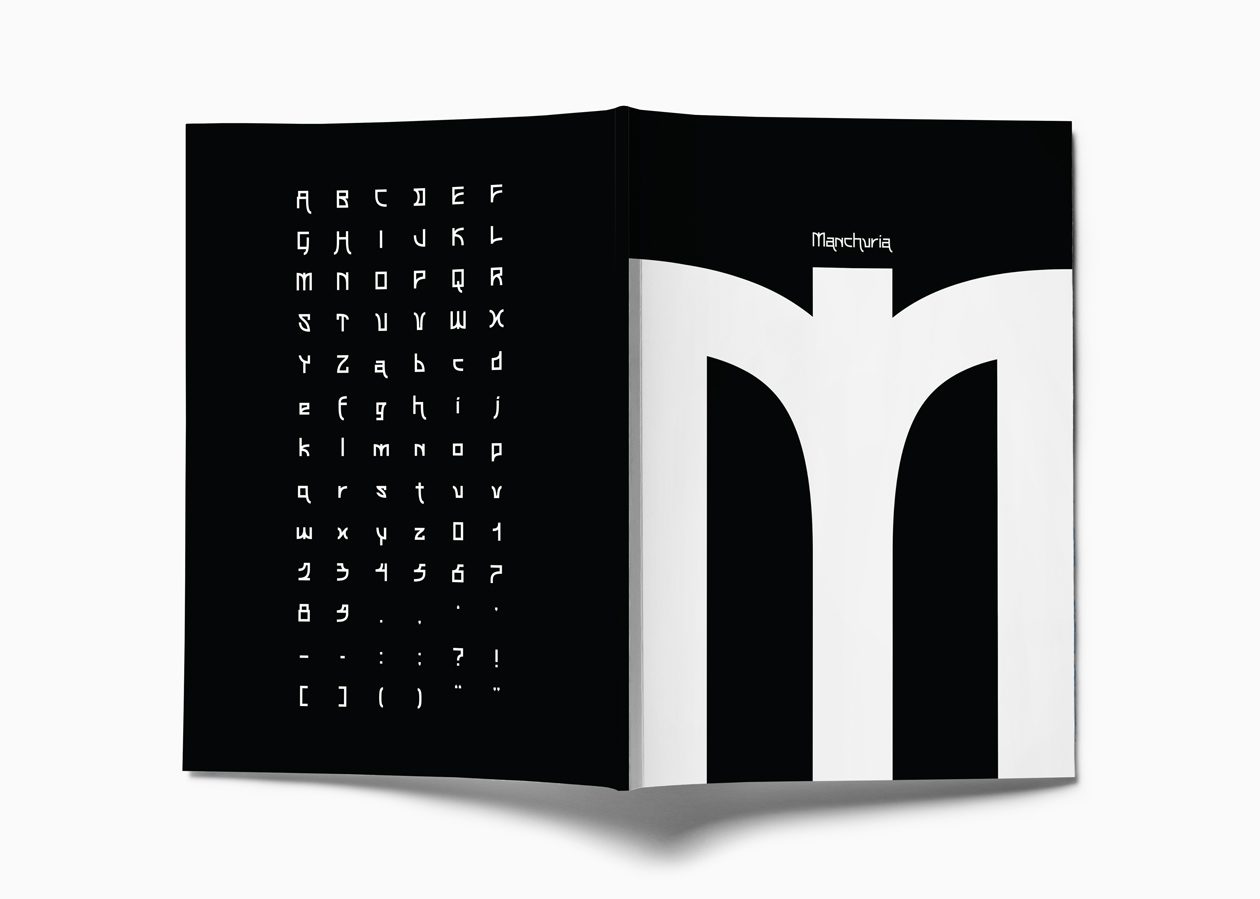 A B C D E F
G H I J K L
M N O P Q R
S T U V W X
Y Z a b c d
e f g h i j
k l m n o p
q r s t u v
w x y z 0 1
2 3 4 5 6 7
8 9 . , ‘ ’
– - : ; ? !
[ ] ( ) “ ”
Manchuria
m